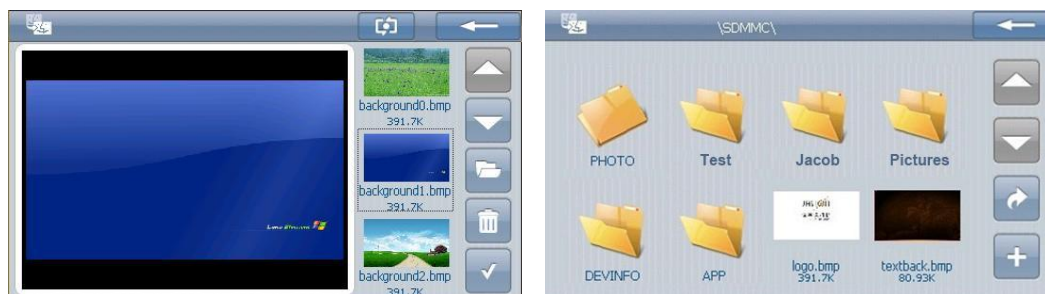 background0.bmp
391.7K
background1.bmp
391.7K
background2.bmp
391.7K
\SDMMC\
PHOTO
Test
Jacob
Pictures
DEVINFO
APP
logo.bmp
391.7K
textback.bmp
80.93K